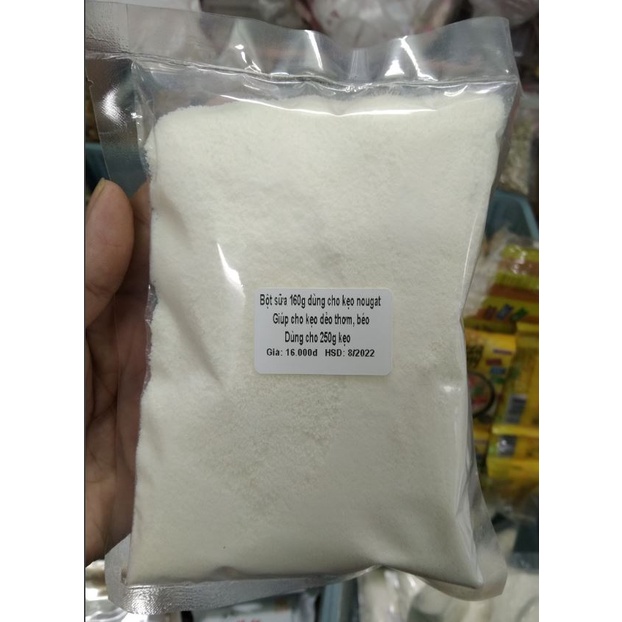 Bột sữa 160g dùng cho kẹo nougat
Giúp cho kẹo dẻo thơm, béo
Dùng cho 250g kẹo
Giá: 16.000đ HSD: 8/2022